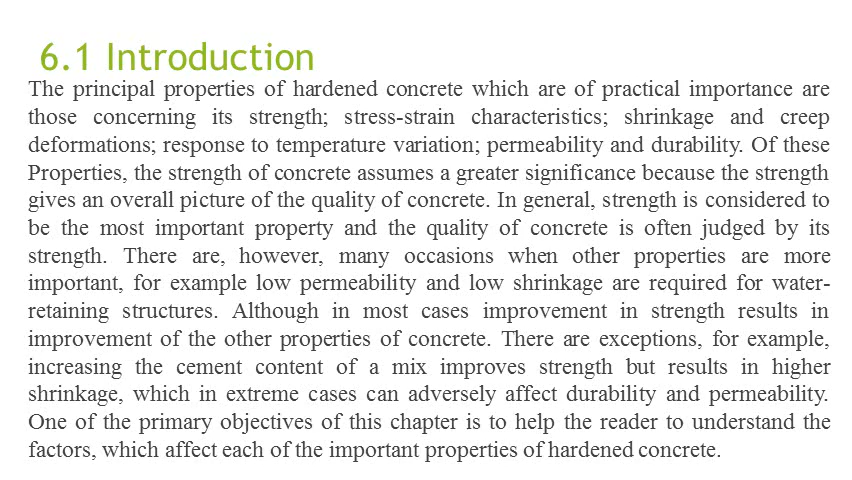 6.1 Introduction
The principal properties of hardened concrete which are of practical importance are
those concerning its strength; stress-strain characteristics; shrinkage and creep
deformations; response to temperature variation; permeability and durability. Of these
Properties, the strength of concrete assumes a greater significance because the strength
gives an overall picture of the quality of concrete. In general, strength is considered to
be the most important property and the quality of concrete is often judged by its
strength. There are, however, many occasions when other properties are more
important, for example low permeability and low shrinkage are required for water-
retaining structures. Although in most cases improvement in strength results in
improvement of the other properties of concrete. There are exceptions, for example,
increasing the cement content of a mix improves strength but results in higher
shrinkage, which in extreme cases can adversely affect durability and permeability.
One of the primary objectives of this chapter is to help the reader to understand the
factors, which affect each of the important properties of hardened concrete.